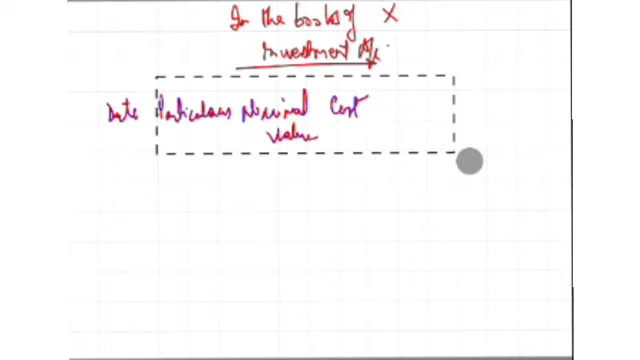 In the books of X
Investment A/c
Date Particulars Nominal Cost
Value